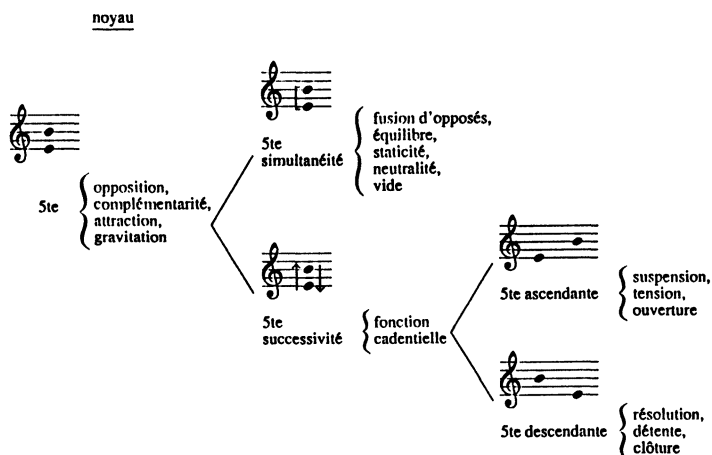 noyau
5te
opposition,
complémentarité,
attraction,
gravitation
5te
simultanéité
fusion d'opposés,
équilibre,
staticité,
neutralité,
vide
5te
successivité
fonction
cadentielle
5te ascendante
suspension,
tension,
ouverture
5te descendante
résolution,
détente,
clôture